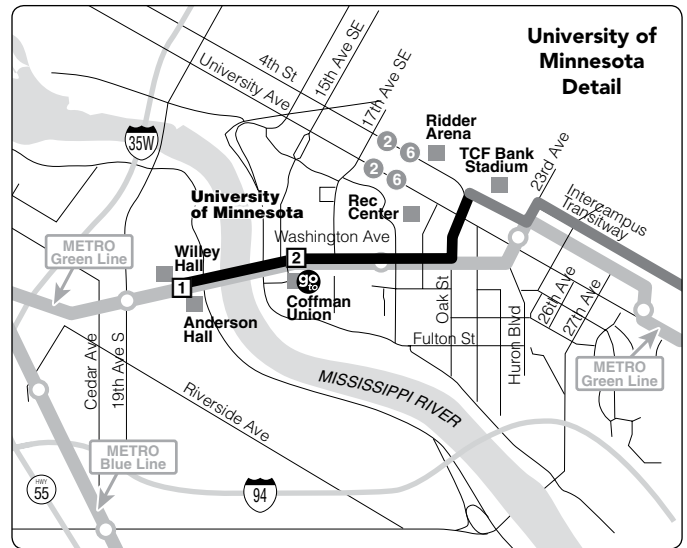 University of
Minnesota
Detail
4th St
University Ave
15th Ave SE
17th Ave SE
35W
Ridder
Arena
2 6
TCF Bank
Stadium
2 6
23rd Ave
University
of Minnesota
Rec
Center
Intercampus
Transitway
Washington Ave
METRO
Green Line
Willey
Hall
2
1
go
to
Coffman
Union
Anderson
Hall
Oak St
Huron Blvd
26th Ave
27th Ave
Fulton St
Cedar Ave
19th Ave S
METRO
Green Line
Riverside Ave
MISSISSIPPI RIVER
METRO
Blue Line
HWY
55
94